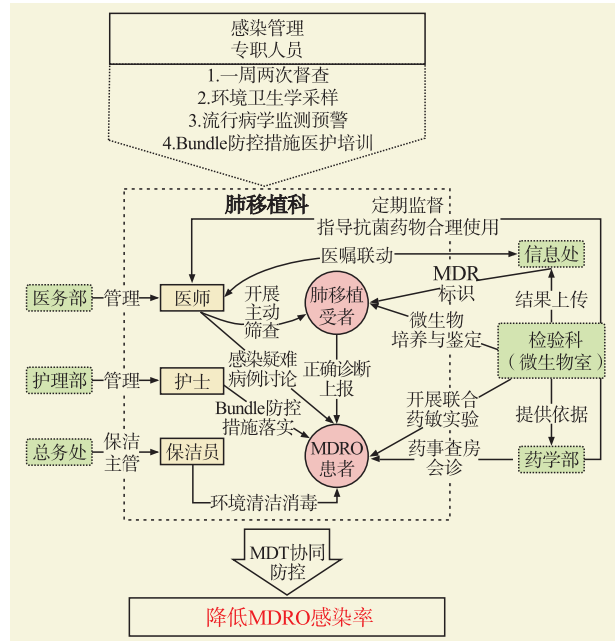 感染管理
专职人员
1.一周两次督查
2.环境卫生学采样
3.流行病学监测预警
4.Bundle防控措施医护培训
肺移植科
定期监督
指导抗菌药物合理使用
医嘱联动
信息处
MDR
标识
医务部
管理
医师
开展
主动
筛查
肺移植
受者
结果上传
微生物
培养与鉴定
检验科
（微生物室）
感染疑难
病例讨论
正确诊断
上报
护理部
管理
护士
Bundle防控
措施落实
开展联合
药敏实验
提供依据
总务处
保洁
主管
保洁员
MDRO
患者
药事查房
会诊
药学部
环境清洁消毒
MDT协同
防控
降低MDRO感染率